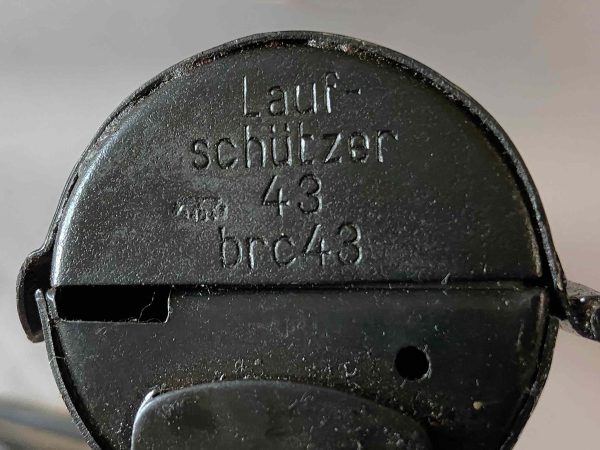 Lauf-
schützer
43
brc43